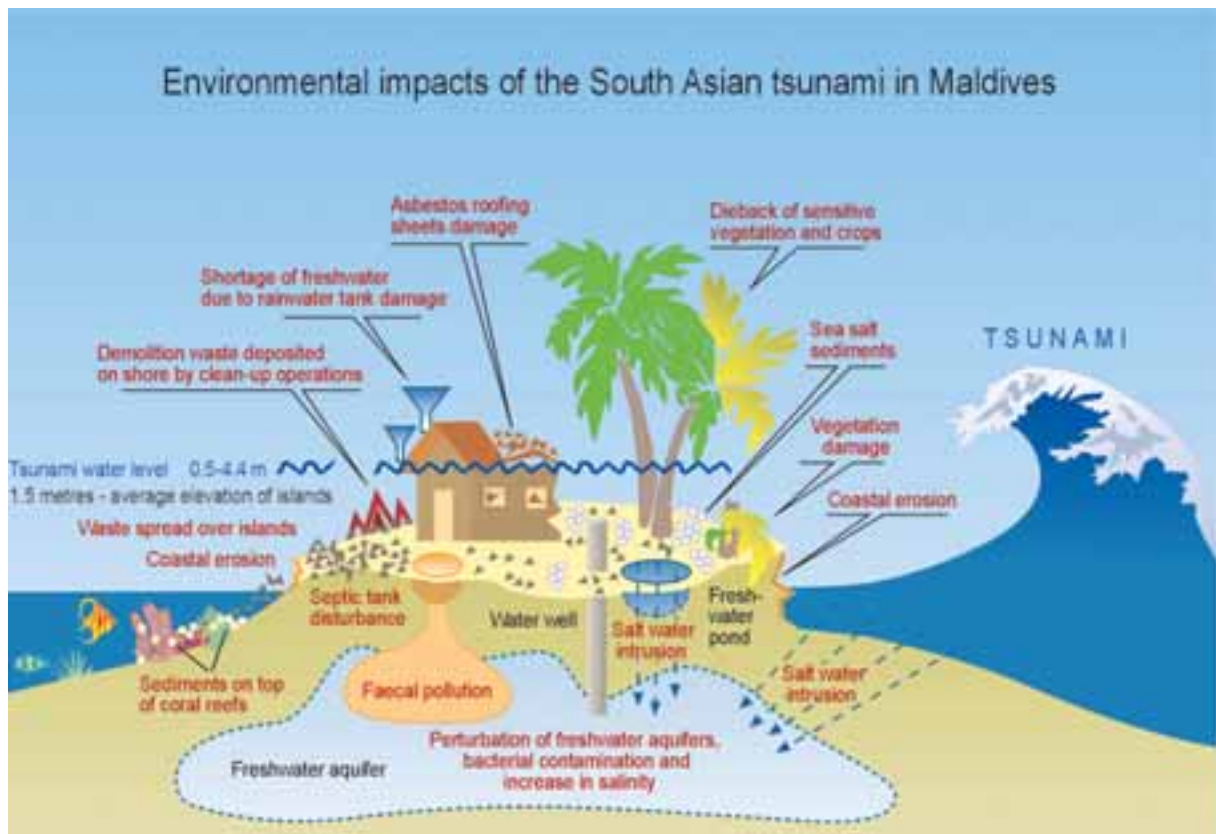 Environmental impacts of the South Asian tsunami in Maldives
Asbestos roofing
sheets damage
Dieback of sensitive
vegetation and crops
Shortage of freshwater
due to rainwater tank damage
Sea salt
sediments
TSUNAMI
Demolition waste deposited
on shore by clean-up operations
Vegetation
damage
Tsunami water level 0.5-4.4 m
1.5 metres - average elevation of islands
Coastal erosion
Waste spread over islands
Coastal erosion
Septic tank
disturbance
Water well
Salt water
intrusion
Fresh-
water
pond
Salt water
intrusion
Sediments on top
of coral reefs
Faecal pollution
Perturbation of freshwater aquifers,
bacterial contamination and
increase in salinity
Freshwater aquifer